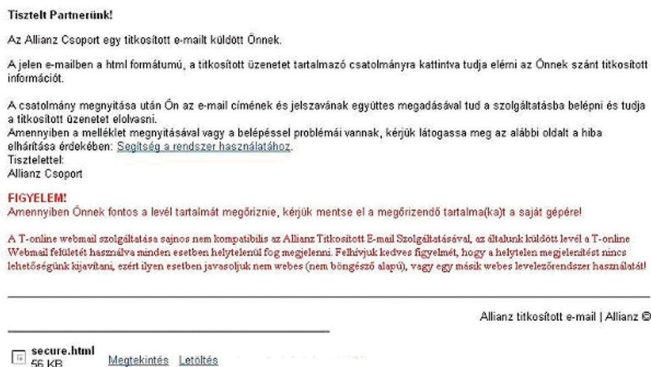 Tisztelt Partnerünk!
Az Allianz Csoport egy titkosított e-mailt küldött Önnek.
A jelen e-mailben a html formátumú, a titkosított üzenetet tartalmazó csatolmányra kattintva tudja elérni az Önnek szánt titkosított
információt.
A csatolmány megnyitása után Ön az e-mail címének és jelszavának együttes megadásával tud a szolgáltatásba belépni és tudja
a titkosított üzenetet elolvasni.
Amennyiben a melléklet megnyitásával vagy a belépéssel problémái vannak, kérjük látogassa meg az alábbi oldalt a hiba
elhárítása érdekében: Segítség a rendszer használatához.
Tisztelettel:
Allianz Csoport
FIGYELEM!
Amennyiben Önnek fontos a levél tartalmát megőriznie, kérjük mentse el a megőrizendő tartalma(ka)t a saját gépére!
A T-online webmail szolgáltatása sajnos nem kompatibilis az Allianz Titkosított E-mail Szolgáltatásával, az általunk küldött levél a T-online
Webmail felületét használva minden esetben helytelenül fog megjelenni. Felhívjuk kedves figyelmét, hogy a helytelen megjelenítést nincs
lehetőségünk kijavítani, ezért ilyen esetben javasoljuk nem webes (nem böngésző alapú), vagy egy másik webes levelezőrendszer használatát!
Allianz titkosított e-mail | Allianz ©
secure.html
56 KB Megtekintés Letöltés